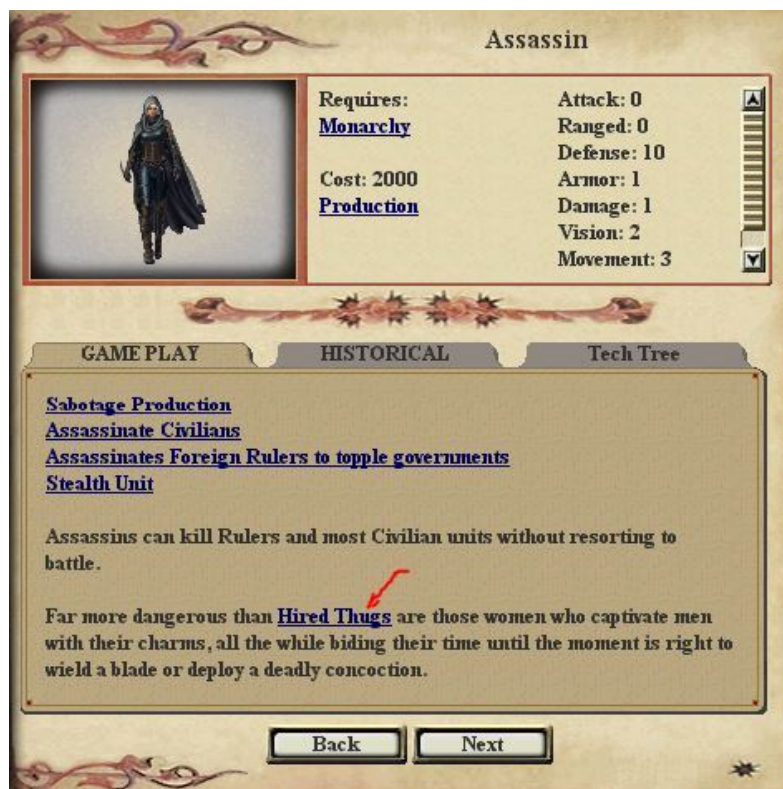 Assassin
Requires:
Monarchy
Cost: 2000
Production
Attack: 0
Ranged: 0
Defense: 10
Armor: 1
Damage: 1
Vision: 2
Movement: 3
GAME PLAY
HISTORICAL
Tech Tree
Sabotage Production
Assassinate Civilians
Assassinates Foreign Rulers to topple governments
Stealth Unit
Assassins can kill Rulers and most Civilian units without resorting to
battle.
Far more dangerous than Hired Thugs are those women who captivate men
with their charms, all the while biding their time until the moment is right to
wield a blade or deploy a deadly concoction.
Back
Next